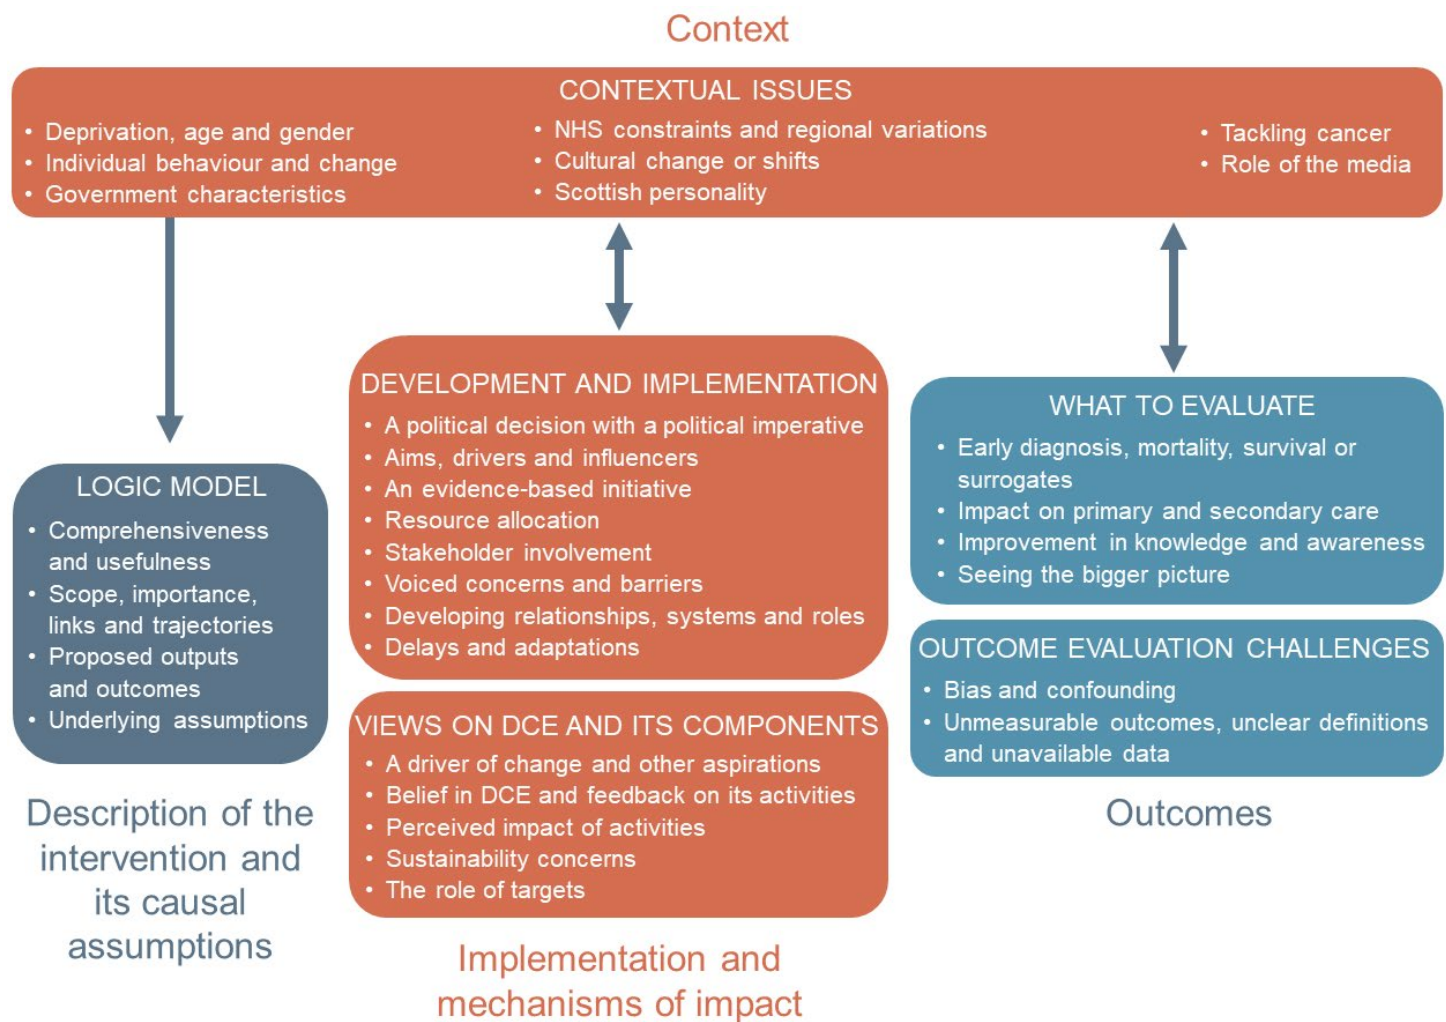 Context
CONTEXTUAL ISSUES
• Deprivation, age and gender
• Individual behaviour and change
• Government characteristics
• NHS constraints and regional variations
• Cultural change or shifts
• Scottish personality
• Tackling cancer
• Role of the media
LOGIC MODEL
• Comprehensiveness
and usefulness
• Scope, importance,
links and trajectories
• Proposed outputs
and outcomes
• Underlying assumptions
Description of the
intervention and
its causal
assumptions
DEVELOPMENT AND IMPLEMENTATION
• A political decision with a political imperative
• Aims, drivers and influencers
• An evidence-based initiative
• Resource allocation
• Stakeholder involvement
• Voiced concerns and barriers
• Developing relationships, systems and roles
• Delays and adaptations
VIEWS ON DCE AND ITS COMPONENTS
• A driver of change and other aspirations
• Belief in DCE and feedback on its activities
• Perceived impact of activities
• Sustainability concerns
• The role of targets
Implementation and
mechanisms of impact
WHAT TO EVALUATE
• Early diagnosis, mortality, survival or
surrogates
• Impact on primary and secondary care
• Improvement in knowledge and awareness
• Seeing the bigger picture
OUTCOME EVALUATION CHALLENGES
• Bias and confounding
• Unmeasurable outcomes, unclear definitions
and unavailable data
Outcomes